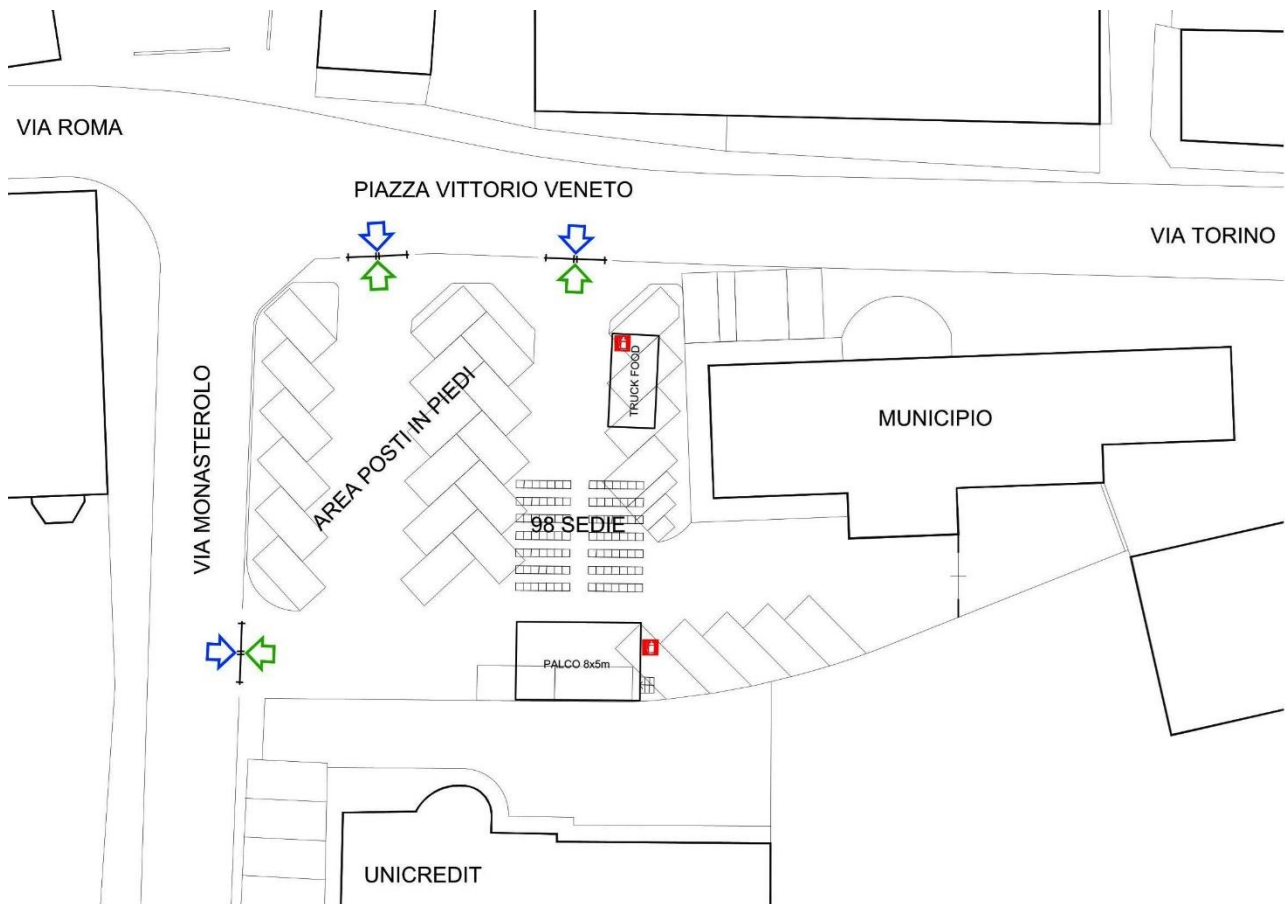 VIA ROMA
PIAZZA VITTORIO VENETO
VIA TORINO
TRUCK FOOD
VIA MONASTEROLO
AREA POSTI IN PIEDI
MUNICIPIO
98 SEDIE
PALCO 8x5m
UNICREDIT